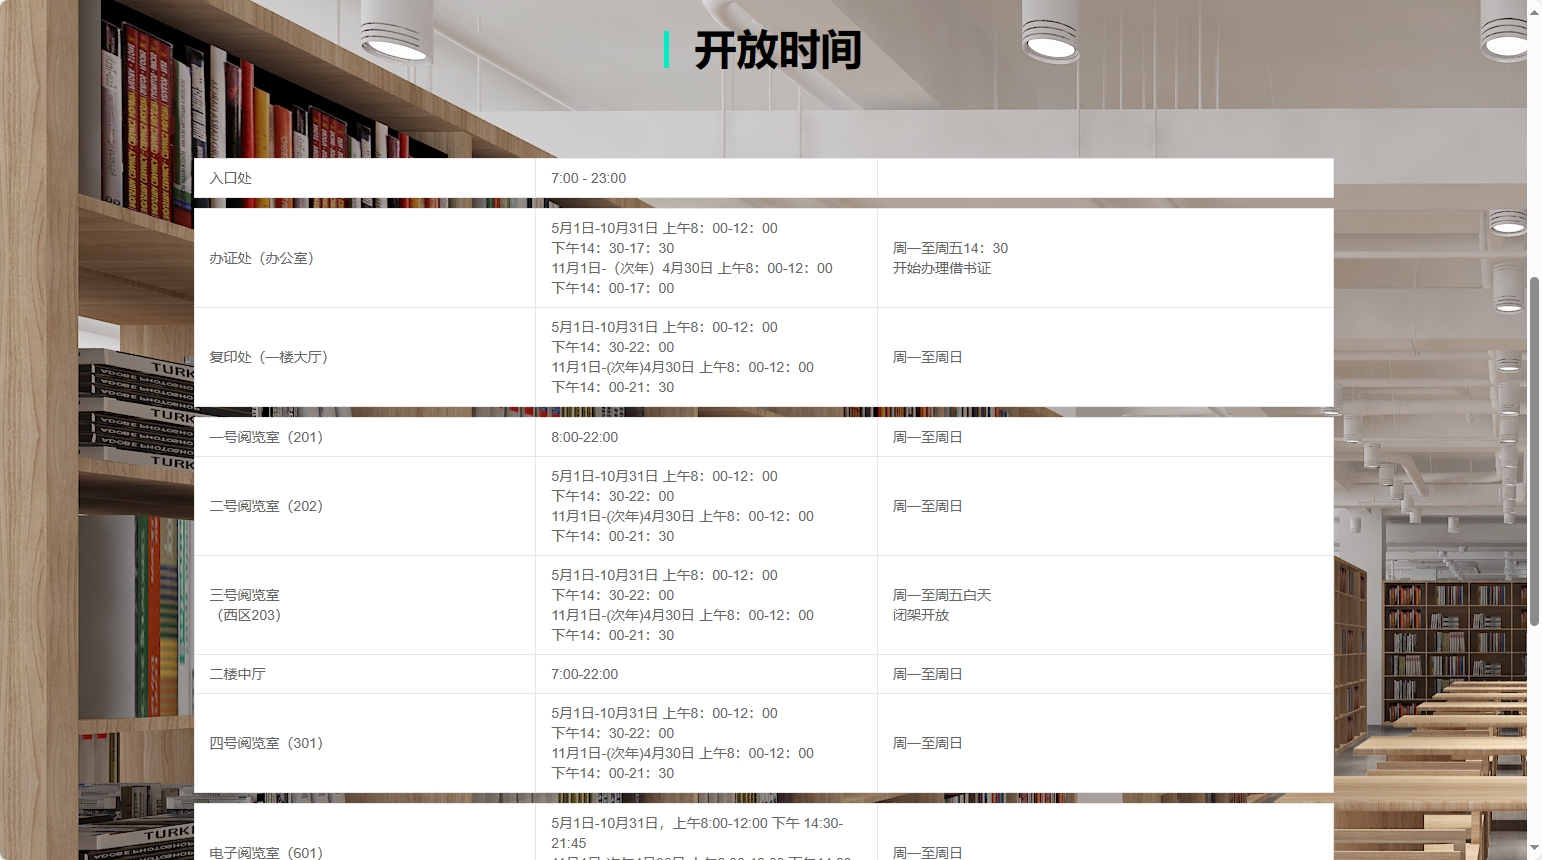 开放时间
入口处
7:00 - 23:00
办证处（办公室）
5月1日-10月31日 上午8：00-12：00
下午14：30-17：30
11月1日-（次年）4月30日 上午8：00-12：00
下午14：00-17：00
周一至周五14：30
开始办理借书证
复印处（一楼大厅）
5月1日-10月31日 上午8：00-12：00
下午14：30-22：00
11月1日-(次年)4月30日 上午8：00-12：00
下午14：00-21：30
周一至周日
一号阅览室（201）
8:00-22:00
周一至周日
二号阅览室（202）
5月1日-10月31日 上午8：00-12：00
下午14：30-22：00
11月1日-(次年)4月30日 上午8：00-12：00
下午14：00-21：30
周一至周日
三号阅览室
（西区203）
5月1日-10月31日 上午8：00-12：00
下午14：30-22：00
11月1日-(次年)4月30日 上午8：00-12：00
下午14：00-21：30
周一至周五白天
闭架开放
二楼中厅
7:00-22:00
周一至周日
四号阅览室（301）
5月1日-10月31日 上午8：00-12：00
下午14：30-22：00
11月1日-(次年)4月30日 上午8：00-12：00
下午14：00-21：30
周一至周日
电子阅览室（601）
5月1日-10月31日，上午8:00-12:00 下午 14:30-
21:45
周一至周日
TURK
TURK
TURK
TURK